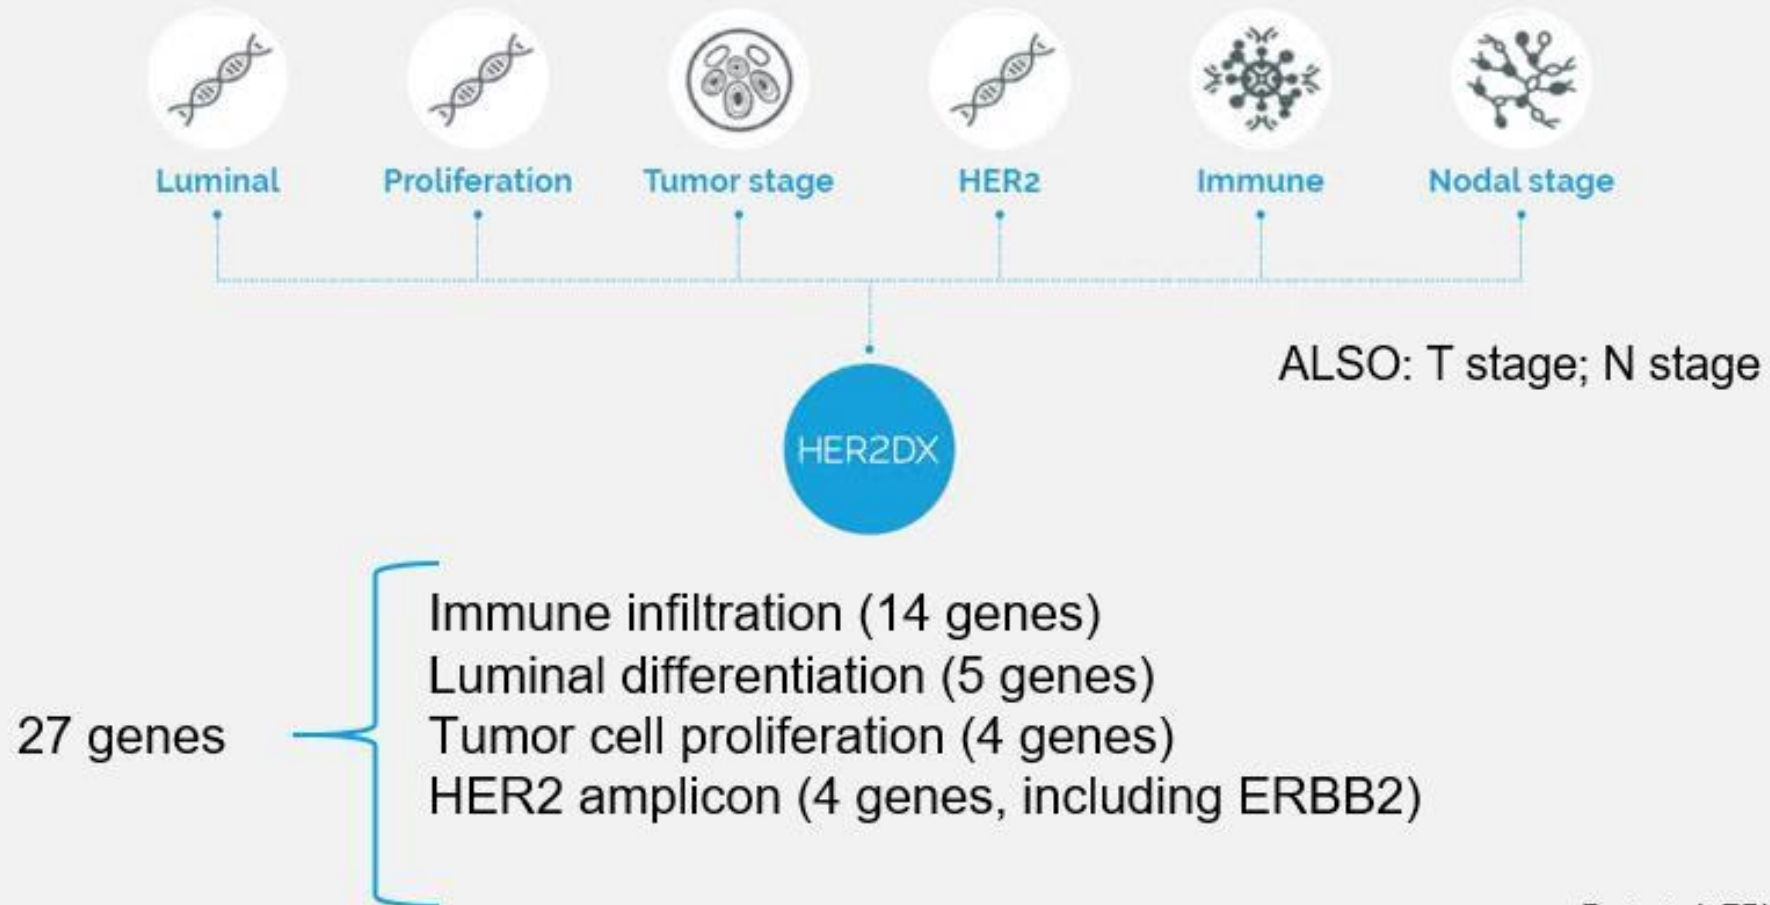 Luminal Proliferation Tumor stage HER2 Immune Nodal stage
ALSO: T stage; N stage
HER2DX
Immune infiltration (14 genes)
Luminal differentiation (5 genes)
27 genes
Tumor cell proliferation (4 genes)
HER2 amplicon (4 genes, including ERBB2)